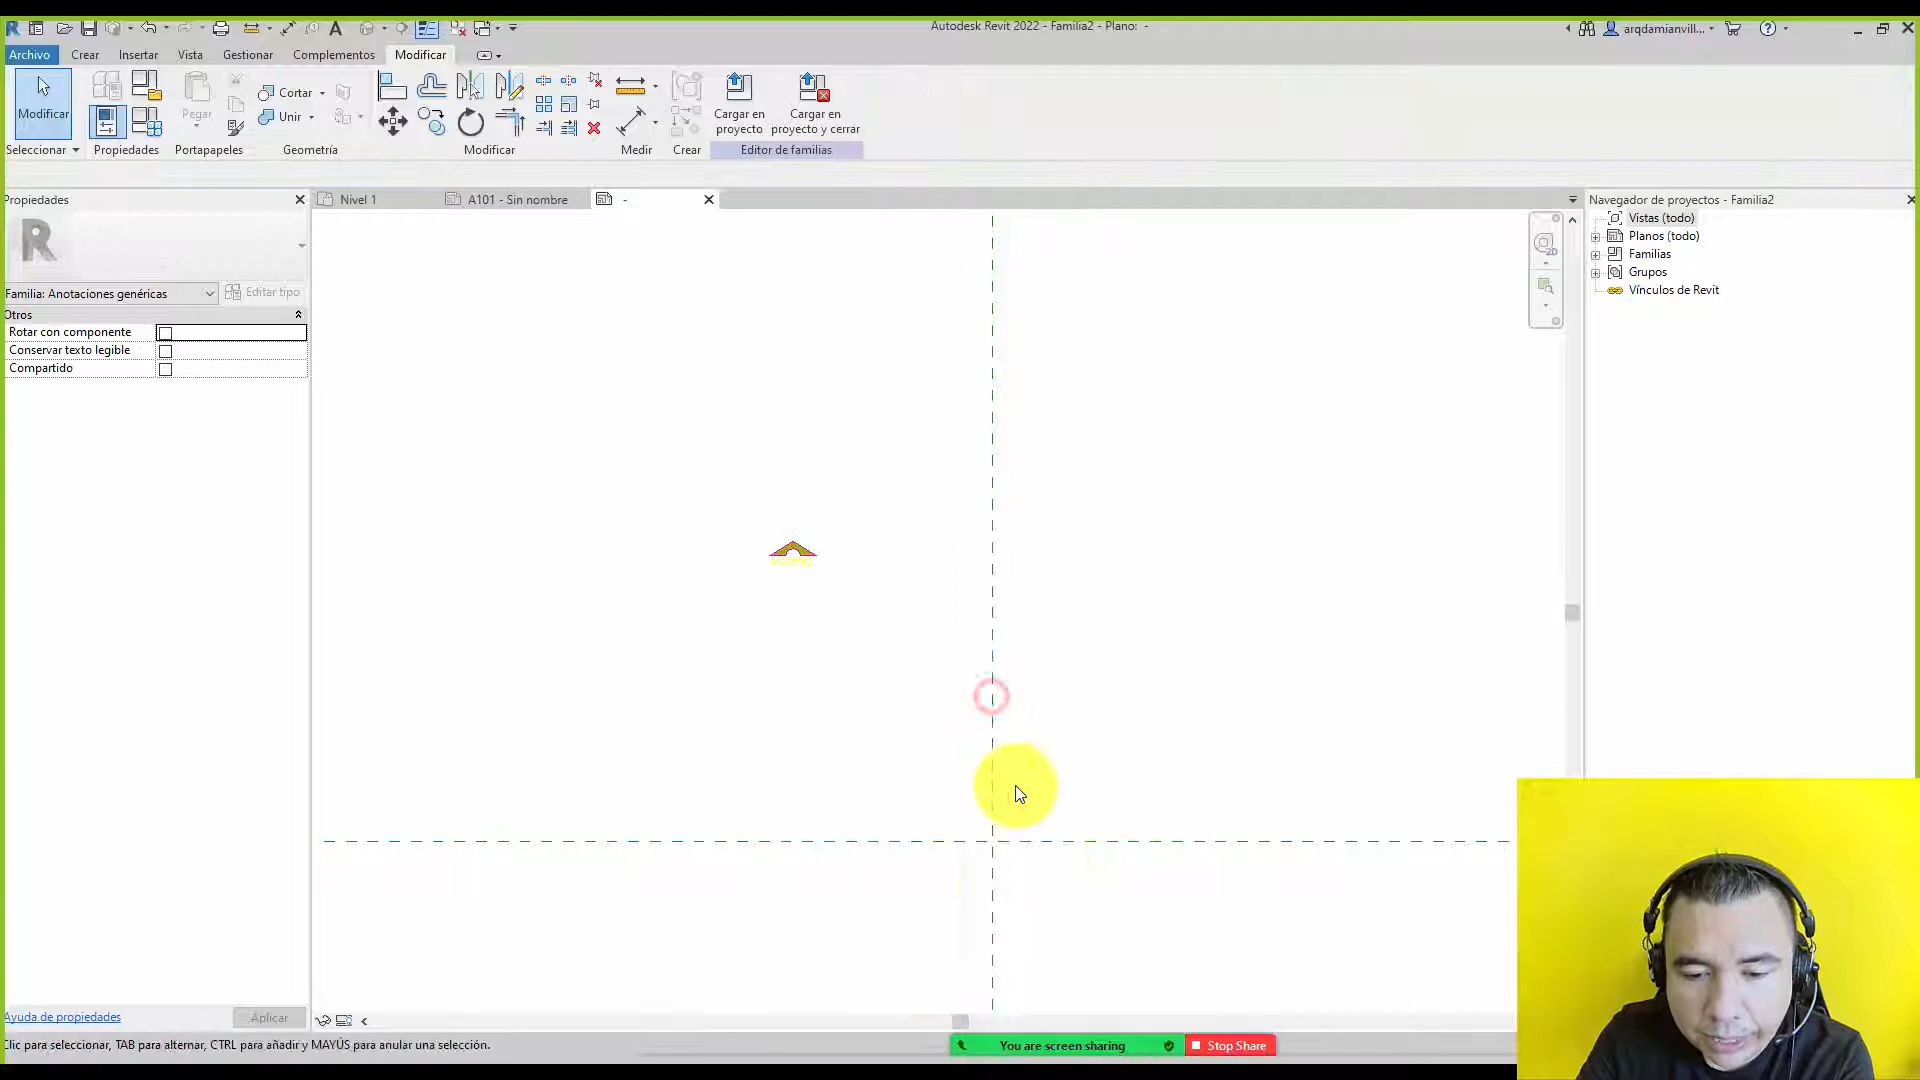 Autodesk Revit 2022 - Familia2 - Plano: -
arqdamianvill...
Archivo
Crear
Insertar
Vista
Gestionar
Complementos
Modificar
Modificar
Pegar
Cortar
Unir
Cargar en
proyecto
Cargar en
proyecto y cerrar
Seleccionar
Propiedades
Portapapeles
Geometría
Modificar
Medir
Crear
Editor de familias
Propiedades
Nivel 1
A101 - Sin nombre
-
Navegador de proyectos - Familia2
Vistas (todo)
Planos (todo)
Familias
Grupos
Vínculos de Revit
R
Familia: Anotaciones genéricas
Editar tipo
Otros
Rotar con componente
Conservar texto legible
Compartido
2D
Ayuda de propiedades
Aplicar
Clic para seleccionar, TAB para alternar, CTRL para añadir y MAYÚS para anular una selección.
You are screen sharing
Stop Share